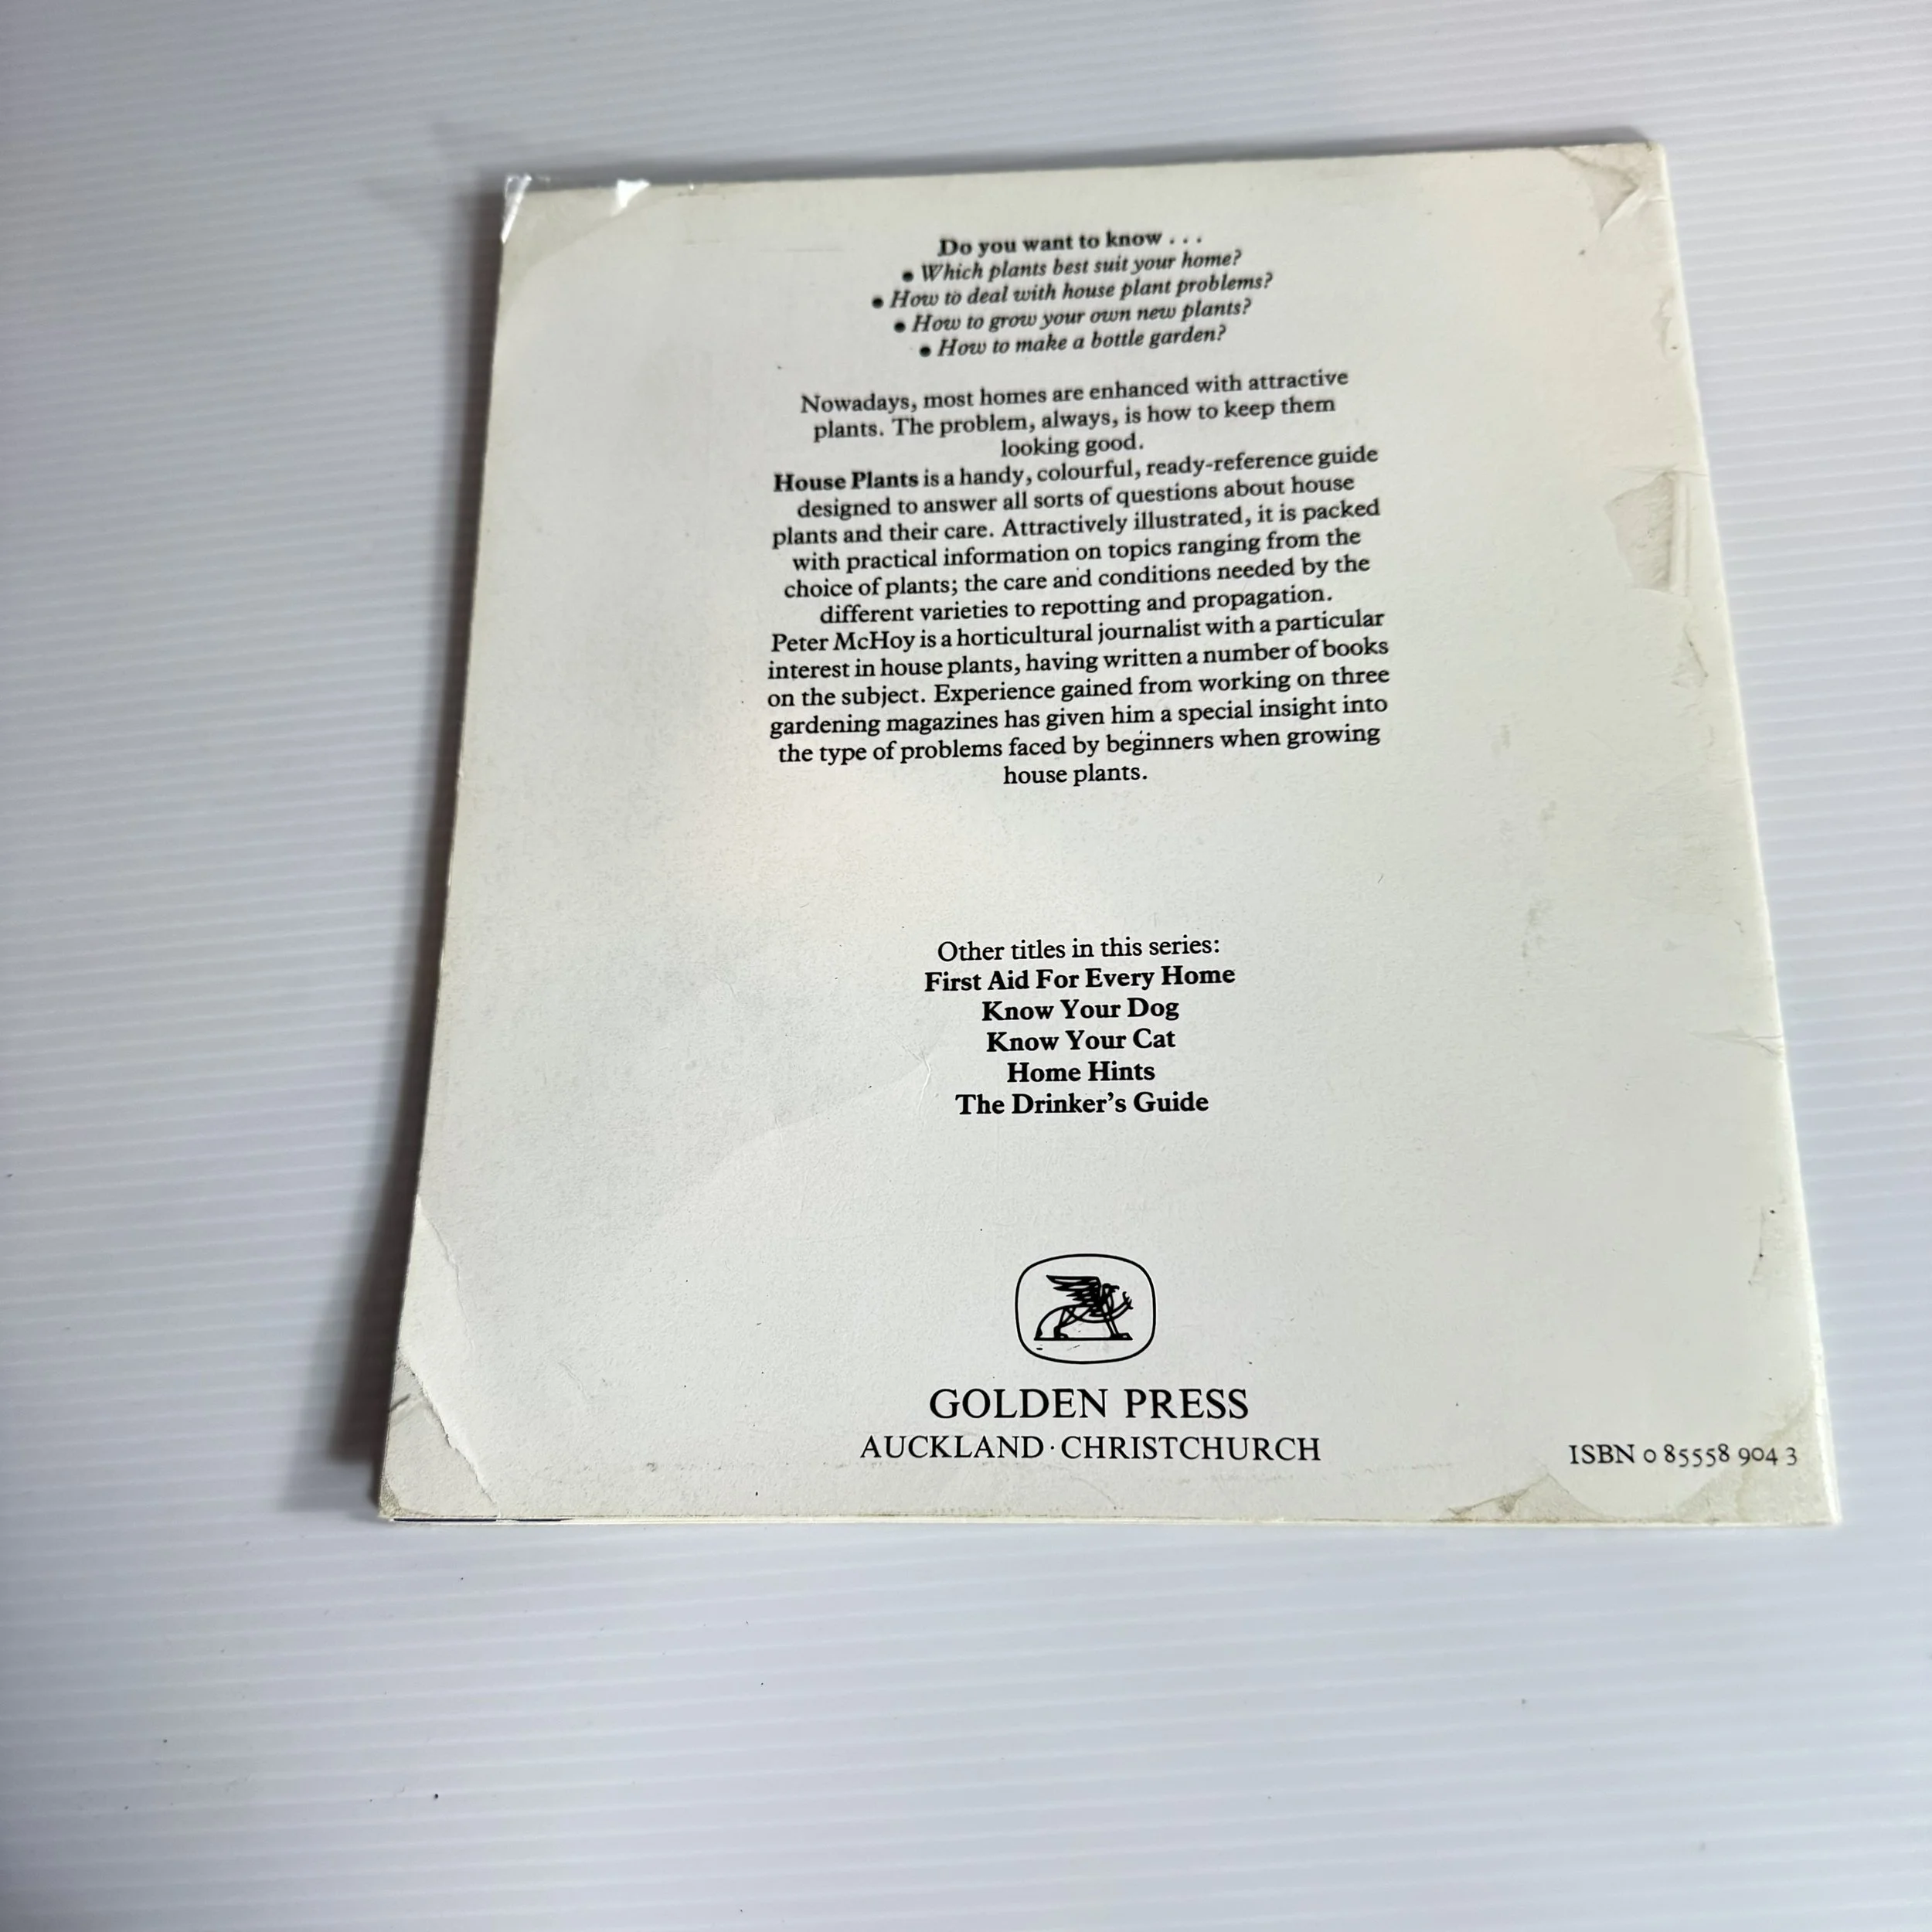 Do you want to know . . .
• Which plants best suit your home?
• How to deal with house plant problems?
• How to grow your own new plants?
• How to make a bottle garden?
Nowadays, most homes are enhanced with attractive
plants. The problem, always, is how to keep them
looking good.
House Plants is a handy, colourful, ready-reference guide
designed to answer all sorts of questions about house
plants and their care. Attractively illustrated, it is packed
with practical information on topics ranging from the
choice of plants; the care and conditions needed by the
different varieties to repotting and propagation.
Peter McHoy is a horticultural journalist with a particular
interest in house plants, having written a number of books
on the subject. Experience gained from working on three
gardening magazines has given him a special insight into
the type of problems faced by beginners when growing
house plants.
Other titles in this series:
First Aid For Every Home
Know Your Dog
Know Your Cat
Home Hints
The Drinker's Guide
GOLDEN PRESS
AUCKLAND · CHRISTCHURCH
ISBN 0 85558 904 3